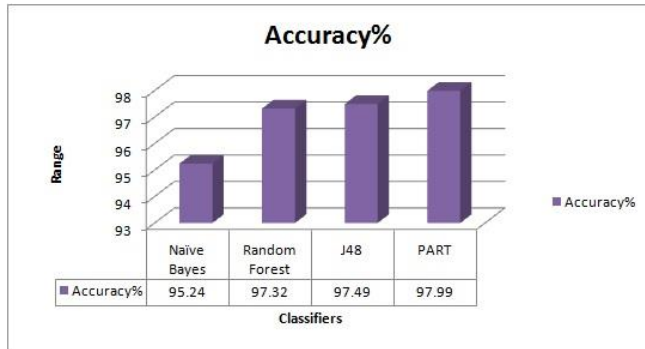 Accuracy%
98
97
96
95
94
93
Range
Naïve Bayes
Random Forest
J48
PART
Accuracy%
95.24
97.32
97.49
97.99
Classifiers
Accuracy%